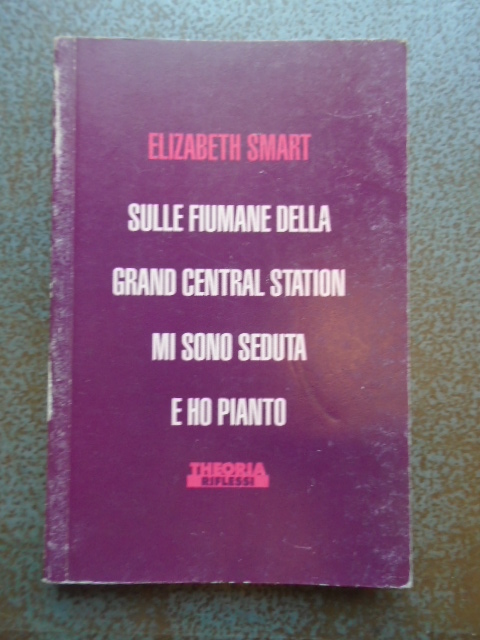 ELIZABETH SMART
SULLE FIUMANE DELLA
GRAND CENTRAL STATION
MI SONO SEDUTA
E HO PIANTO
THEORIA
RIFLESSI